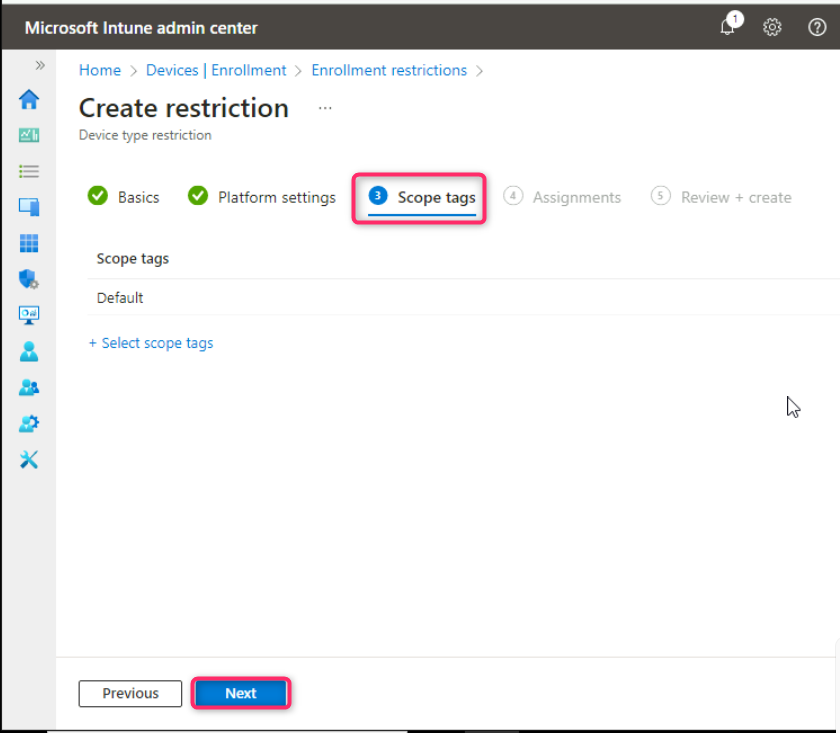 Microsoft Intune admin center
1
»
Home > Devices | Enrollment > Enrollment restrictions >
Create restriction ...
Device type restriction
Basics Platform settings 3 Scope tags 4 Assignments 5 Review + create
Scope tags
Default
+ Select scope tags
Previous Next